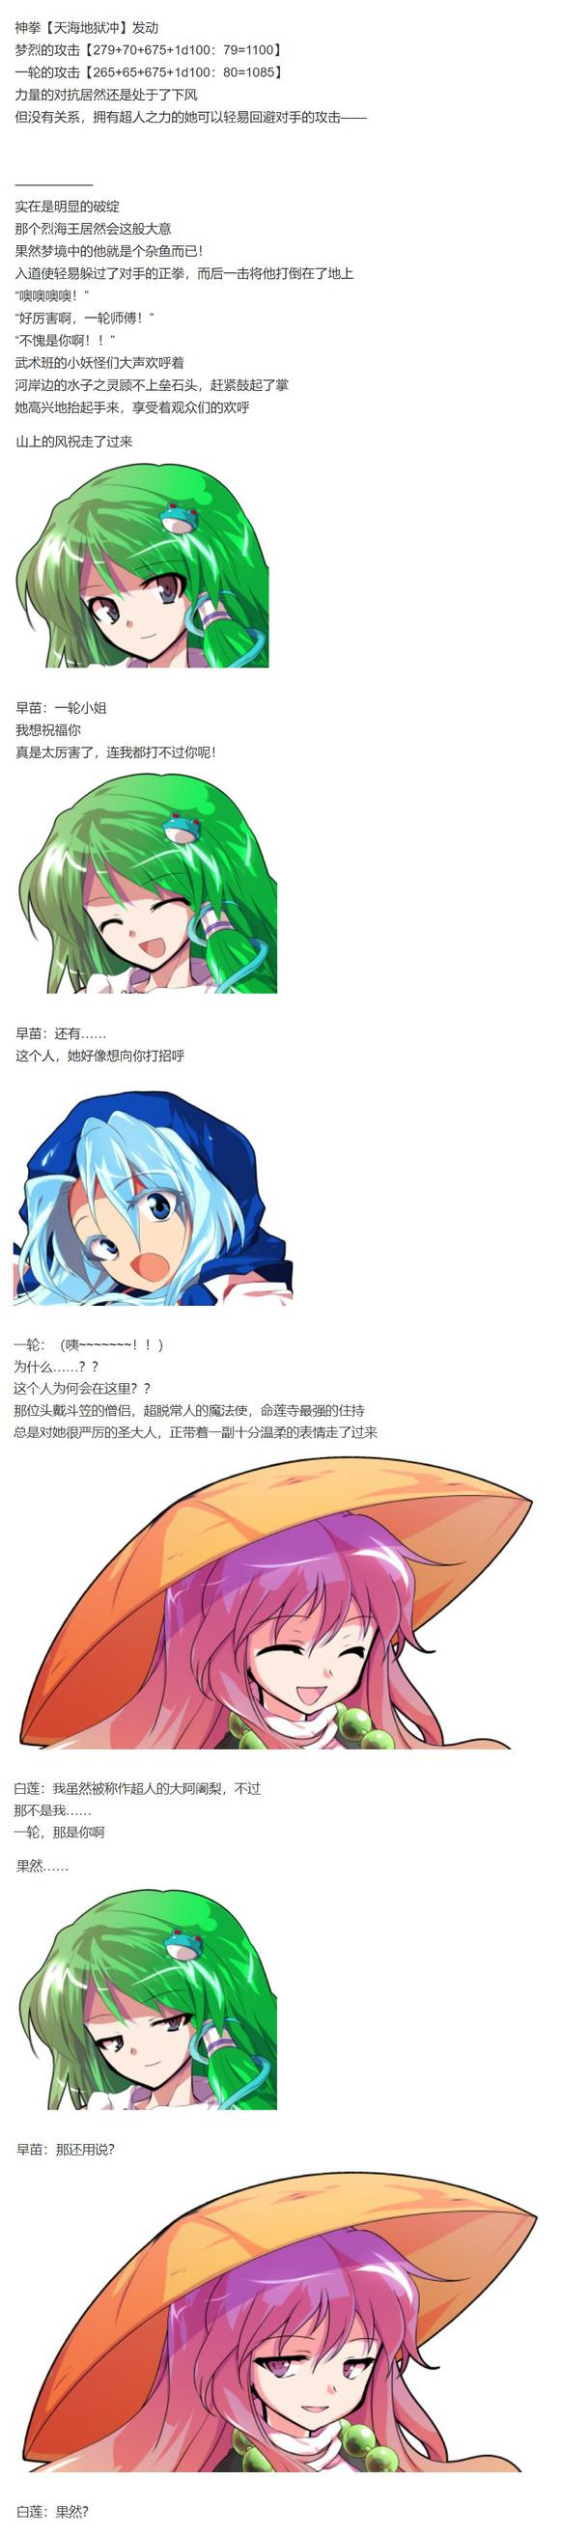 神拳【天海地狱冲】发动
梦烈的攻击【279+70+675+1d100：79=1100】
一轮的攻击【265+65+675+1d100：80=1085】
力量的对抗居然还是处于了下风
但没有关系，拥有超人之力的她可以轻易回避对手的攻击——
——————
实在是明显的破绽
那个烈海王居然会这般大意
果然梦境中的他就是个杂鱼而已！
入道使轻易躲过了对手的正拳，而后一击将他打倒在了地上
“噢噢噢噢！”
“好厉害啊，一轮师傅！”
“不愧是你啊！！”
武术班的小妖怪们大声欢呼着
河岸边的水子之灵顾不上垒石头，赶紧鼓起了掌
她高兴地抬起手来，享受着观众们的欢呼
山上的风祝走了过来
早苗：一轮小姐
我想祝福你
真是太厉害了，连我都打不过你呢！
早苗：还有……
这个人，她好像想向你打招呼
一轮：（咦~~~~~~~！！）
为什么……？？
这个人为何会在这里？？
那位头戴斗笠的僧侣，超脱常人的魔法使，命莲寺最强的住持
总是对她很严厉的圣大人，正带着一副十分温柔的表情走了过来
白莲：我虽然被称作超人的大阿阇梨，不过
那不是我……
一轮，那是你啊
果然……
早苗：那还用说？
白莲：果然？